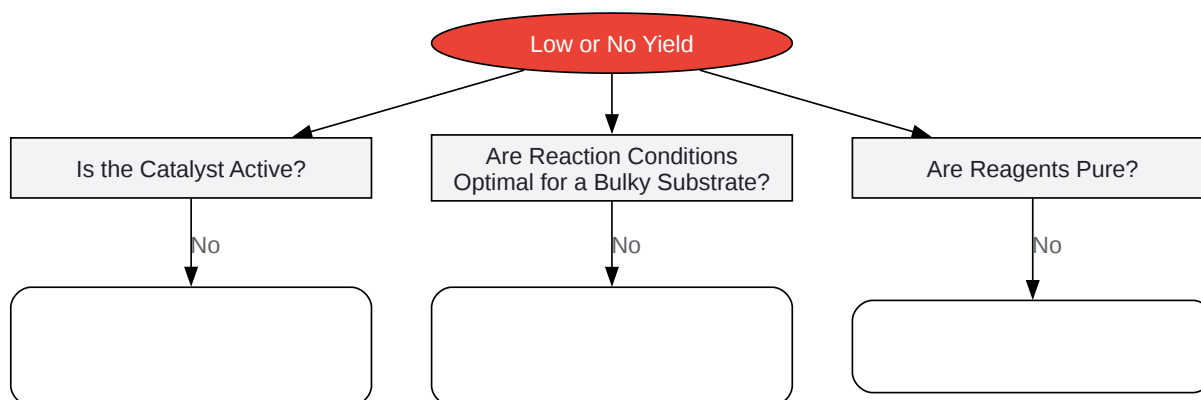 Low or No Yield
Is the Catalyst Active?
Are Reaction Conditions
Optimal for a Bulky Substrate?
Are Reagents Pure?
No
No
No